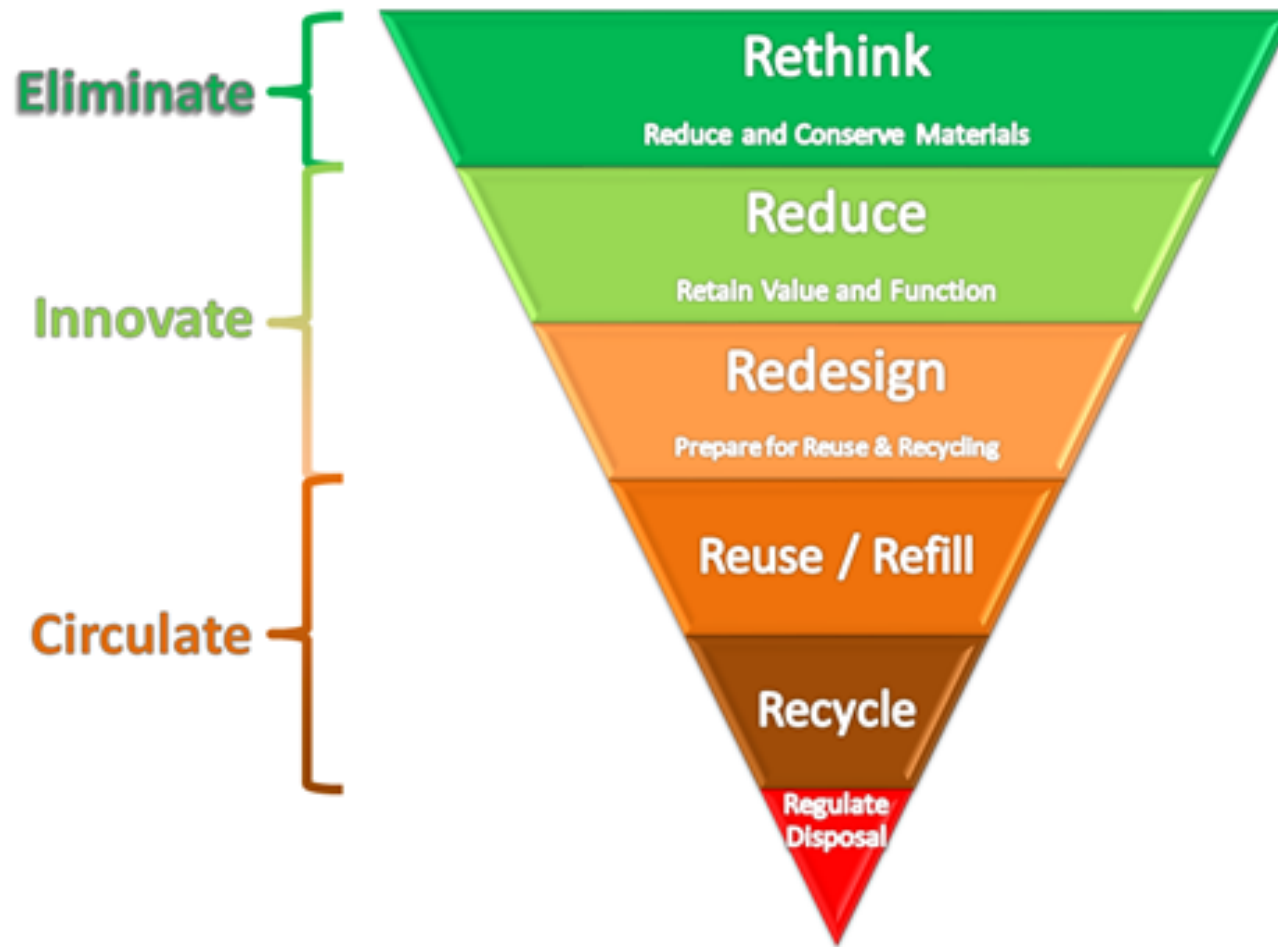 Eliminate
Innovate
Circulate
Rethink
Reduce and Conserve Materials
Reduce
Retain Value and Function
Redesign
Prepare for Reuse & Recycling
Reuse / Refill
Recycle
Regulate
Disposal